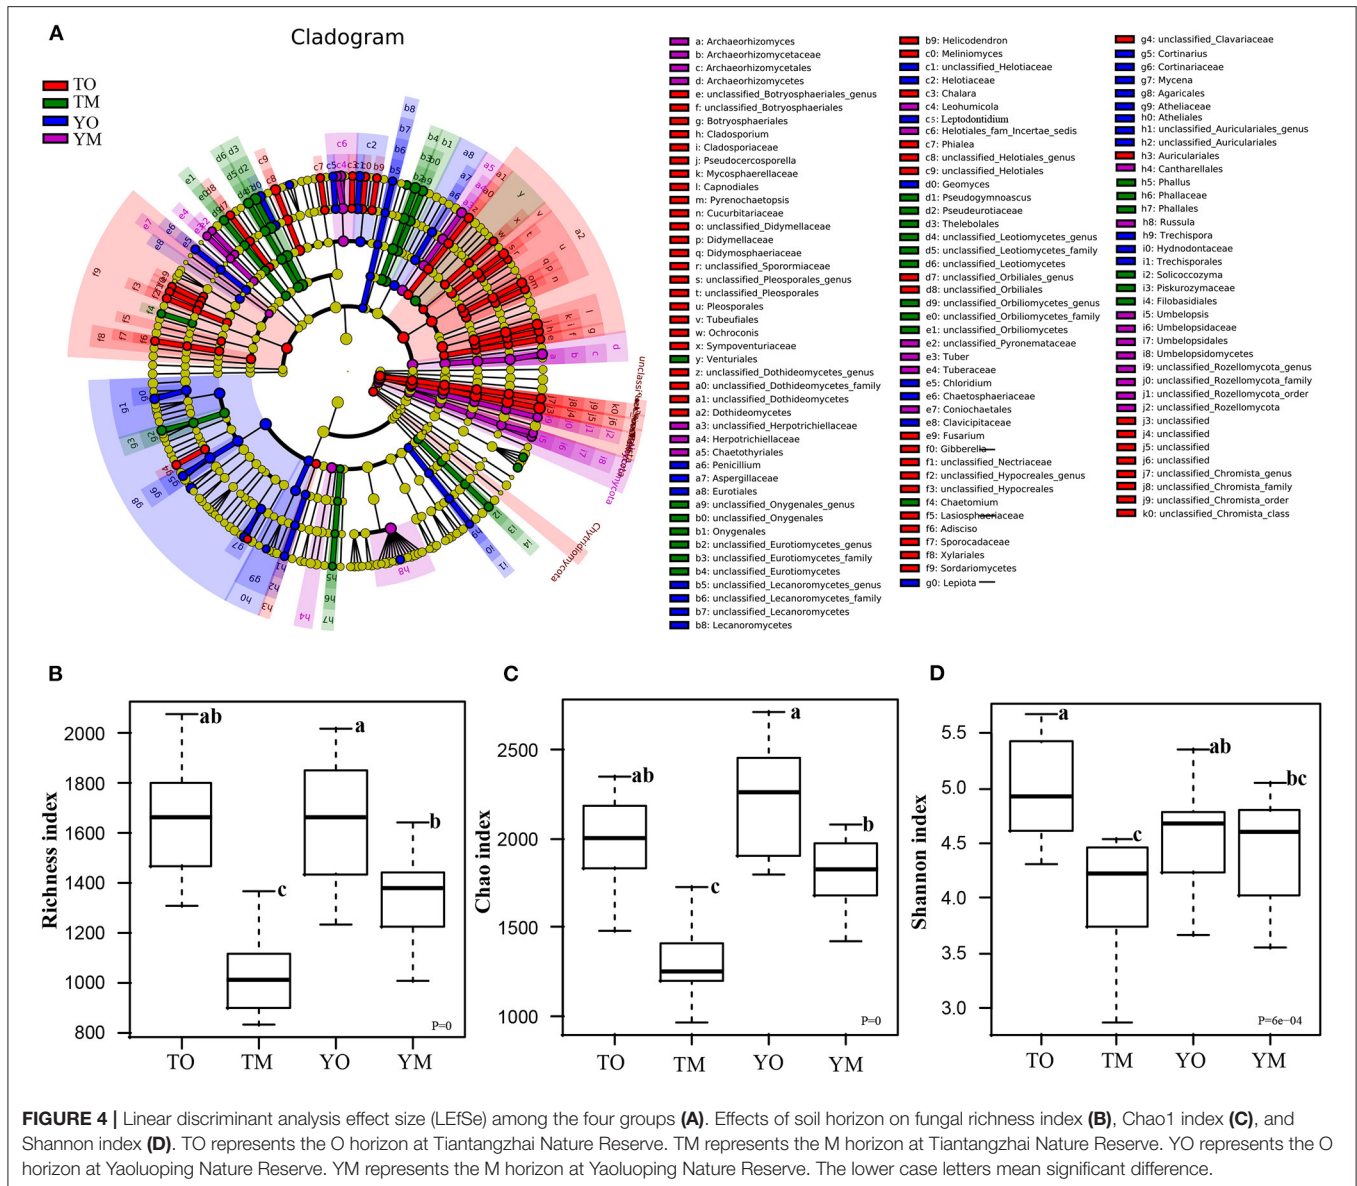 A
Cladogram
TO
TM
YO
YM
a: Archaeorhizomyces
b: Archaeorhizomycetaceae
c: Archaeorhizomycetales
d: Archaeorhizomycetes
e: unclassified_Botryosphaeriales_genus
f: unclassified_Botryosphaeriales
g: Botryosphaeriales
h: Cladosporium
i: Cladosporiaceae
j: Pseudocercosporella
k: Mycosphaerellaceae
l: Capnodiales
m: Pyrenochaetopsis
n: Cucurbitariaceae
o: unclassified_Didymellaceae
p: Didymellaceae
q: Didymosphaeriaceae
r: unclassified_Sporormiaceae
s: unclassified_Pleosporales_genus
t: unclassified_Pleosporales
u: Pleosporales
v: Tubeufiales
w: Ochroconis
x: Sympoventuriaceae
y: Venturiales
z: unclassified_Dothideomycetes_genus
a0: unclassified_Dothideomycetes_family
a1: unclassified_Dothideomycetes
a2: Dothideomycetes
a3: unclassified_Herpotrichiellaceae
a4: Herpotrichiellaceae
a5: Chaetothyriales
a6: Penicillium
a7: Aspergillaceae
a8: Eurotiales
a9: unclassified_Onygenales_genus
b0: unclassified_Onygenales
b1: Onygenales
b2: unclassified_Eurotiomycetes_genus
b3: unclassified_Eurotiomycetes_family
b4: unclassified_Eurotiomycetes
b5: unclassified_Lecanoromycetes_genus
b6: unclassified_Lecanoromycetes_family
b7: unclassified_Lecanoromycetes
b8: Lecanoromycetes
b9: Helicodendron
c0: Meliniomyces
c1: unclassified_Helotiaceae
c2: Helotiaceae
c3: Chalara
c4: Leohumicola
c5: Leptodontidium
c6: Helotiales_fam_Incertae_sedis
c7: Phialea
c8: unclassified_Helotiales_genus
c9: unclassified_Helotiales
d0: Geomyces
d1: Pseudogymnoascus
d2: Pseudeurotiaceae
d3: Thelebolales
d4: unclassified_Leotiomycetes_genus
d5: unclassified_Leotiomycetes_family
d6: unclassified_Leotiomycetes
d7: unclassified_Orbiliales_genus
d8: unclassified_Orbiliales
d9: unclassified_Orbiliomycetes_genus
e0: unclassified_Orbiliomycetes_family
e1: unclassified_Orbiliomycetes
e2: unclassified_Pyronemataceae
e3: Tuber
e4: Tuberaceae
e5: Chloridium
e6: Chaetosphaeriaceae
e7: Coniochaetales
e8: Clavicipitaceae
e9: Fusarium
f0: Gibberella
f1: unclassified_Nectriaceae
f2: unclassified_Hypocreales_genus
f3: unclassified_Hypocreales
f4: Chaetomium
f5: Lasiosphaeriaceae
f6: Adisciso
f7: Sporocadaceae
f8: Xylariales
f9: Sordariomycetes
g0: Lepiota
g4: unclassified_Clavariaceae
g5: Cortinarius
g6: Cortinariaceae
g7: Mycena
g8: Agaricales
g9: Atheliaceae
h0: Atheliales
h1: unclassified_Auriculariales_genus
h2: unclassified_Auriculariales
h3: Auriculariales
h4: Cantharellales
h5: Phallus
h6: Phallaceae
h7: Phallales
h8: Russula
h9: Trechispora
i0: Hydnodontaceae
i1: Trechisporales
i2: Solicoccozyma
i3: Piskurozymaceae
i4: Filobasidiales
i5: Umbelopsis
i6: Umbelopsidaceae
i7: Umbelopsidales
i8: Umbelopsidomycetes
i9: unclassified_Rozellomycota_genus
j0: unclassified_Rozellomycota_family
j1: unclassified_Rozellomycota_order
j2: unclassified_Rozellomycota
j3: unclassified
j4: unclassified
j5: unclassified
j6: unclassified
j7: unclassified_Chromista_genus
j8: unclassified_Chromista_family
j9: unclassified_Chromista_order
k0: unclassified_Chromista_class
Chytridiomycota
B
Richness index
2000
1800
1600
1400
1200
1000
800
ab
c
a
b
P=0
TO TM YO YM
C
Chao index
2500
2000
1500
1000
ab
c
a
b
P=0
TO TM YO YM
D
Shannon index
5.5
5.0
4.5
4.0
3.5
3.0
a
c
ab
bc
P=6e−04
TO TM YO YM
FIGURE 4 | Linear discriminant analysis effect size (LEfSe) among the four groups (A). Effects of soil horizon on fungal richness index (B), Chao1 index (C), and
Shannon index (D). TO represents the O horizon at Tiantangzhai Nature Reserve. TM represents the M horizon at Tiantangzhai Nature Reserve. YO represents the O
horizon at Yaoluoping Nature Reserve. YM represents the M horizon at Yaoluoping Nature Reserve. The lower case letters mean significant difference.